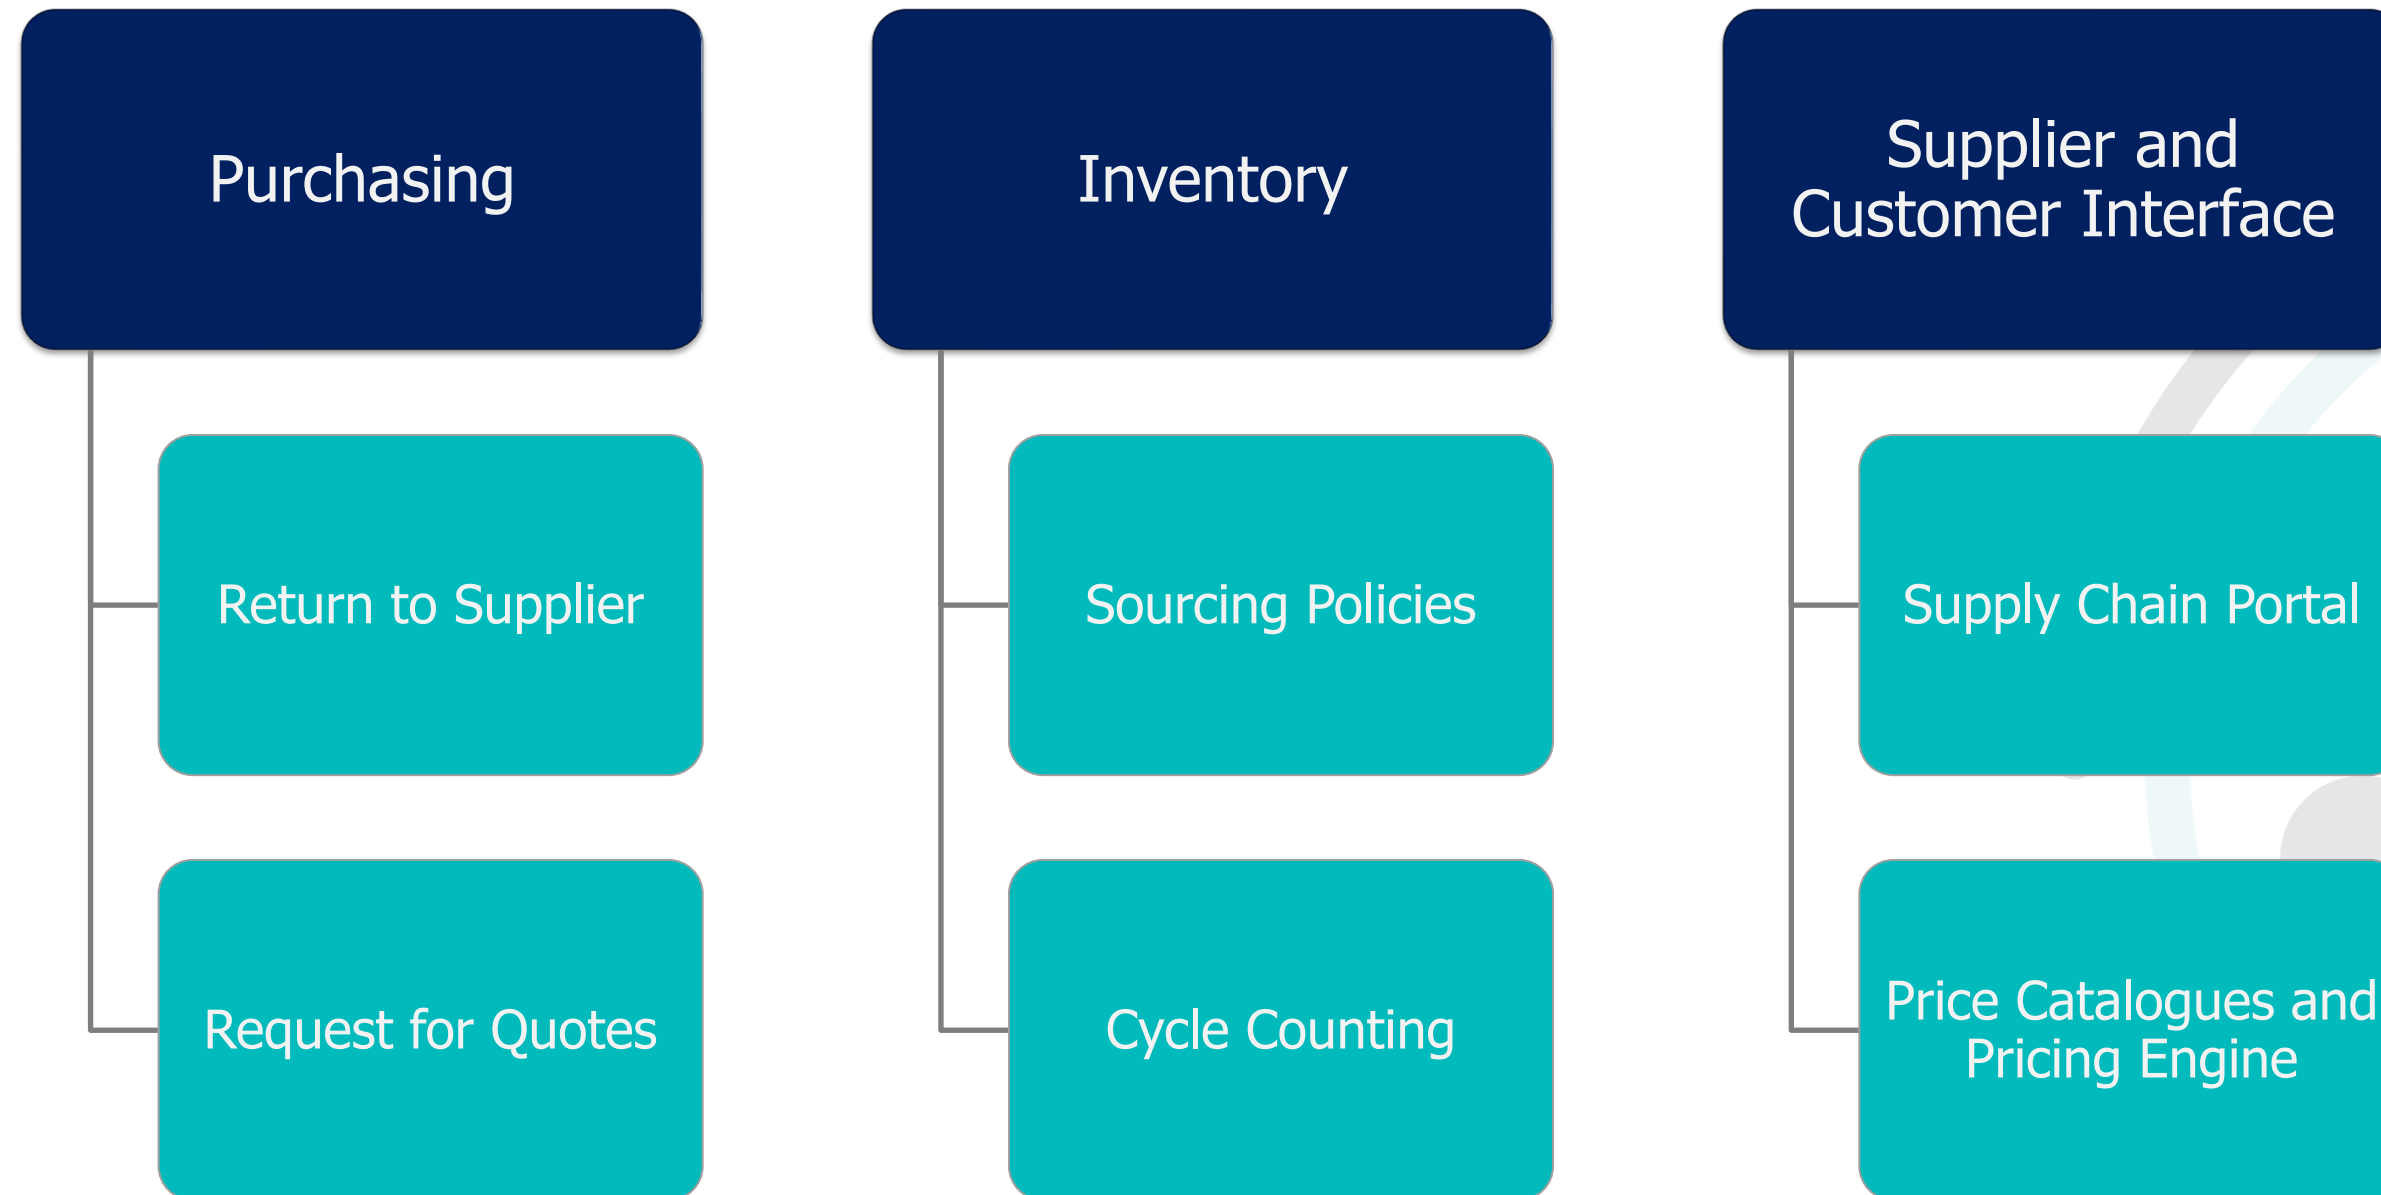 Purchasing
Return to Supplier
Request for Quotes
Inventory
Sourcing Policies
Cycle Counting
Supplier and
Customer Interface
Supply Chain Portal
Price Catalogues and
Pricing Engine